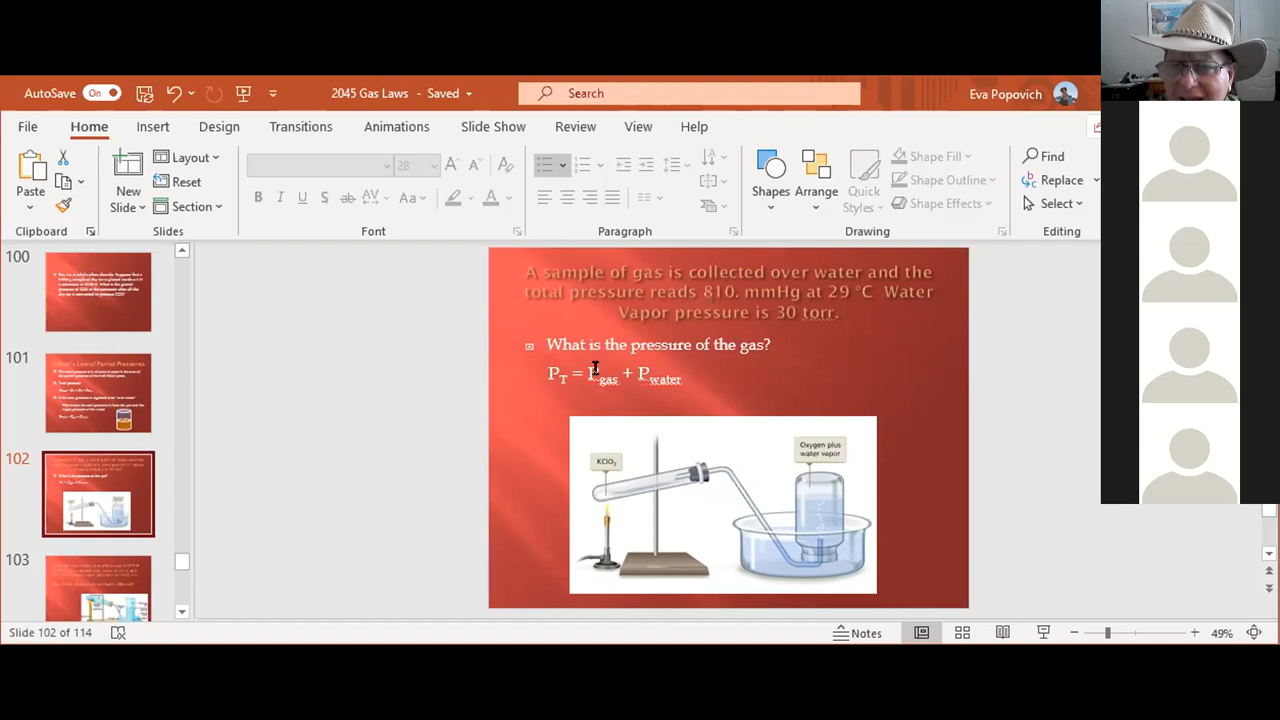 AutoSave On 2045 Gas Laws - Saved Search Eva Popovich
File Home Insert Design Transitions Animations Slide Show Review View Help
Paste New Slide Layout Reset Section 28 Shapes Arrange Quick Styles Shape Fill Shape Outline Shape Effects Find Replace Select
B I U S ab AV Aa A
Clipboard Slides Font Paragraph Drawing Editing
100
101
102
103
A sample of gas is collected over water and the
total pressure reads 810. mmHg at 29 °C Water
Vapor pressure is 30 torr.
What is the pressure of the gas?
PT = Pgas + Pwater
KClO3
Oxygen plus
water vapor
Slide 102 of 114 Notes 49%